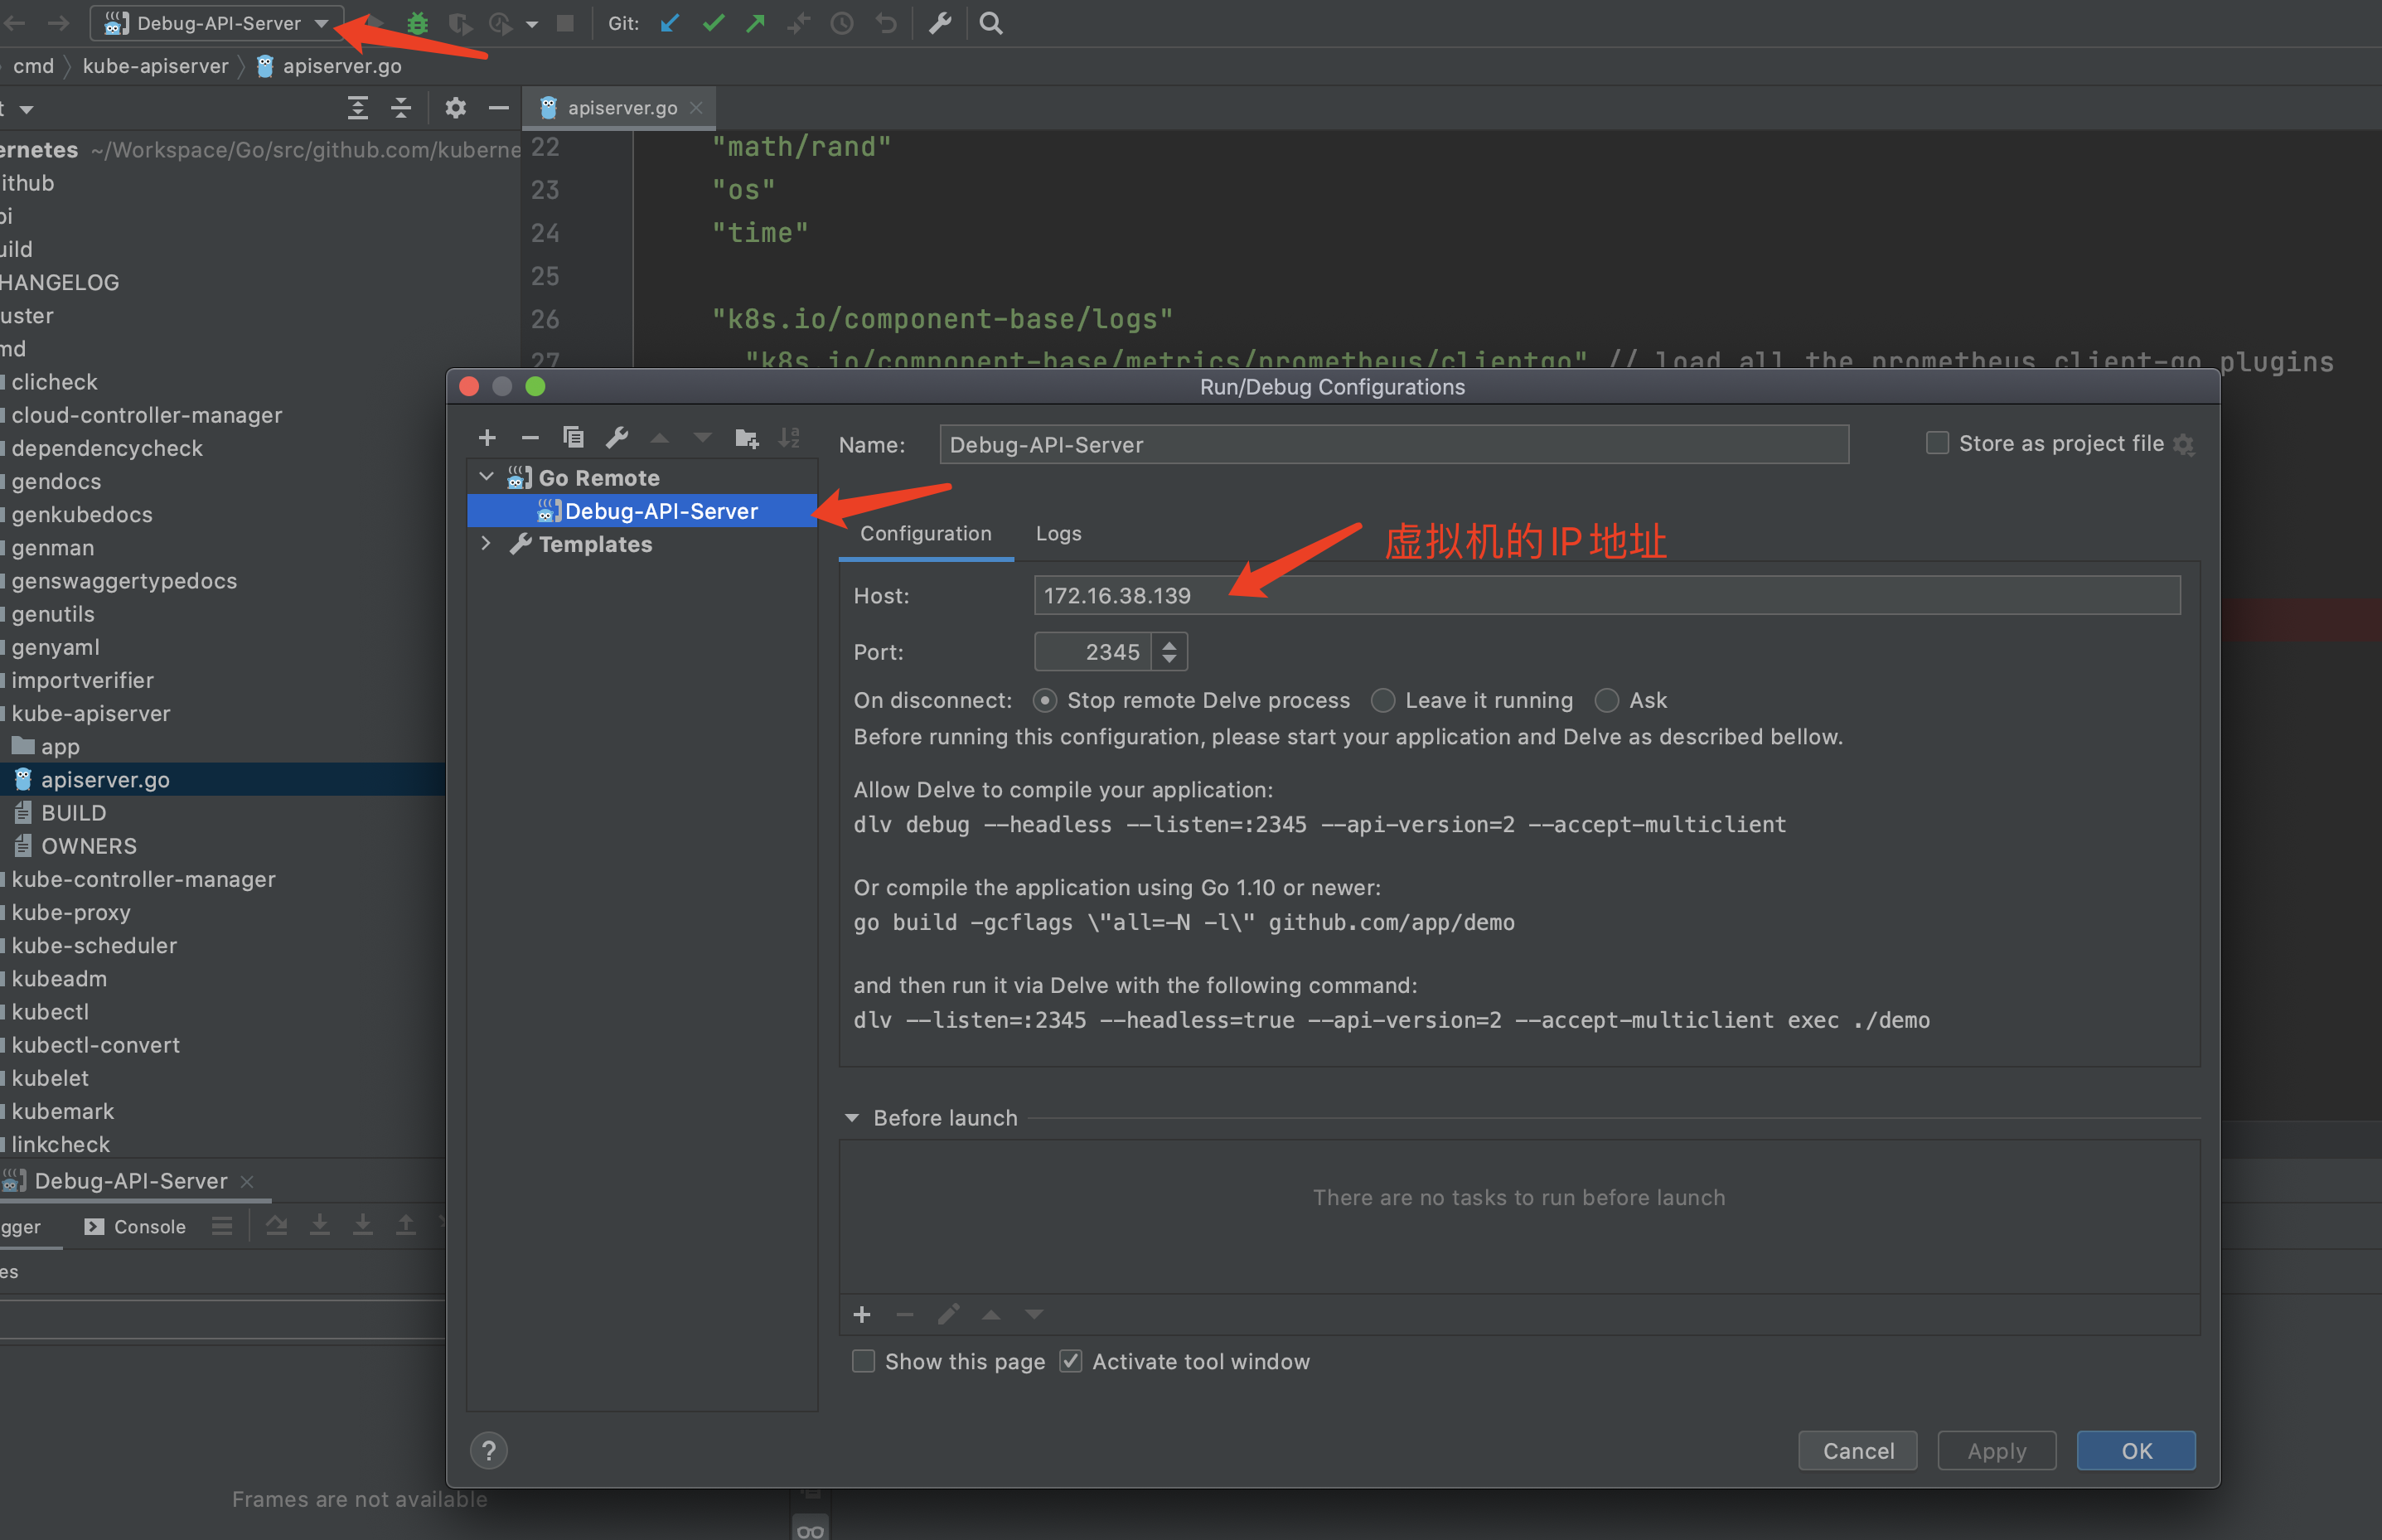 Debug-API-Server
Git:
cmd
kube-apiserver
apiserver.go
t
apiserver.go
ernetes ~/Workspace/Go/src/github.com/kuberne
ithub
pi
uild
HANGELOG
uster
md
clicheck
cloud-controller-manager
dependencycheck
gendocs
genkubedocs
genman
genswaggertypedocs
genutils
genyaml
importverifier
kube-apiserver
app
apiserver.go
BUILD
OWNERS
kube-controller-manager
kube-proxy
kube-scheduler
kubeadm
kubectl
kubectl-convert
kubelet
kubemark
linkcheck
22 "math/rand"
23 "os"
24 "time"
25
26 "k8s.io/component-base/logs"
27 "k8s.io/component-base/metrics/prometheus/clientgo" // load all the prometheus client-go plugins
Run/Debug Configurations
Go Remote
Debug-API-Server
Templates
Name: Debug-API-Server
Store as project file
Configuration
Logs
虚拟机的IP地址
Host: 172.16.38.139
Port: 2345
On disconnect: Stop remote Delve process Leave it running Ask
Before running this configuration, please start your application and Delve as described bellow.
Allow Delve to compile your application:
dlv debug --headless --listen=:2345 --api-version=2 --accept-multiclient
Or compile the application using Go 1.10 or newer:
go build -gcflags \"all=-N -l\" github.com/app/demo
and then run it via Delve with the following command:
dlv --listen=:2345 --headless=true --api-version=2 --accept-multiclient exec ./demo
Before launch
There are no tasks to run before launch
Show this page
Activate tool window
?
Cancel
Apply
OK
Debug-API-Server
gger
Console
es
Frames are not available